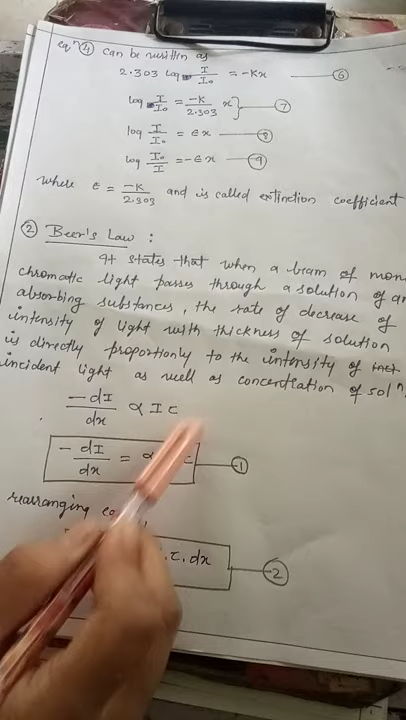 eqⁿ ④ can be written as
2.303 log I/I₀ = -Kx — ⑥
log I/I₀ = -K/2.303 x } — ⑦
log I/I₀ = ϵx — ⑧
log I₀/I = -ϵx — ⑨
where ϵ = -K/2.303 and is called extinction coefficient
② Beer's Law :
It states that when a beam of mon
chromatic light passes through a solution of an
absorbing substances, the rate of decrease of
intensity of light with thickness of solution
is directly proportionly to the intensity of
incident light as well as concentration of solⁿ.
-dI/dx ∝ I c
-dI/dx = — ①
rearranging
c. dx — ②